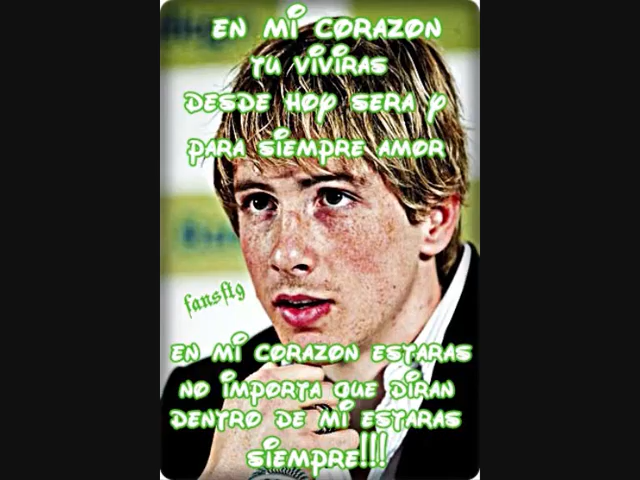 EN MI CORAZON
TU VIVIRAS
DESDE HOY SERA Y
PARA SIEMPRE AMOR
fansf19
EN MI CORAZON ESTARAS
NO IMPORTA QUE DIRAN
DENTRO DE MI ESTARAS
SIEMPRE!!!